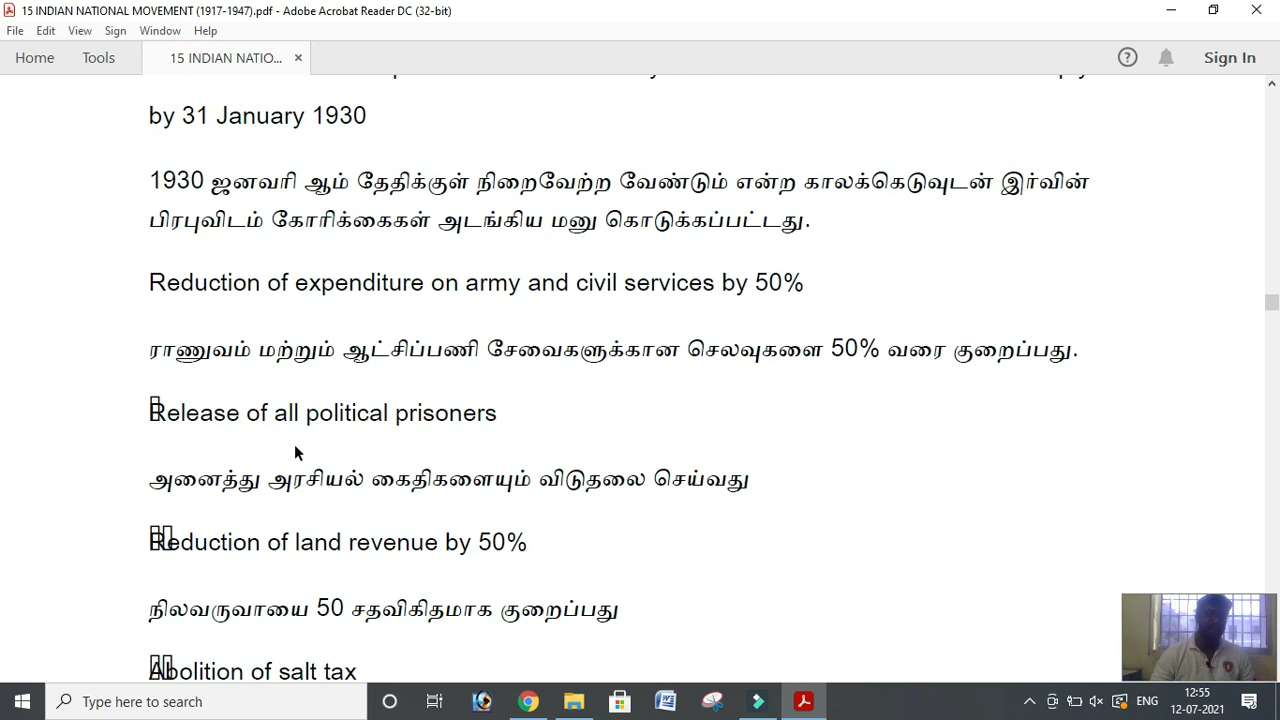 15 INDIAN NATIONAL MOVEMENT (1917-1947).pdf - Adobe Acrobat Reader DC (32-bit)
File Edit View Sign Window Help
Home Tools 15 INDIAN NATIO... × Sign In
by 31 January 1930
1930 ஜனவரி ஆம் தேதிக்குள் நிறைவேற்ற வேண்டும் என்ற காலக்கெடுவுடன் இர்வின்
பிரபுவிடம் கோரிக்கைகள் அடங்கிய மனு கொடுக்கப்பட்டது.
Reduction of expenditure on army and civil services by 50%
ராணுவம் மற்றும் ஆட்சிப்பணி சேவைகளுக்கான செலவுகளை 50% வரை குறைப்பது.
Release of all political prisoners
அனைத்து அரசியல் கைதிகளையும் விடுதலை செய்வது
Reduction of land revenue by 50%
நிலவருவாயை 50 சதவிகிதமாக குறைப்பது
Abolition of salt tax
Type here to search
ENG
12:55
12-07-2021